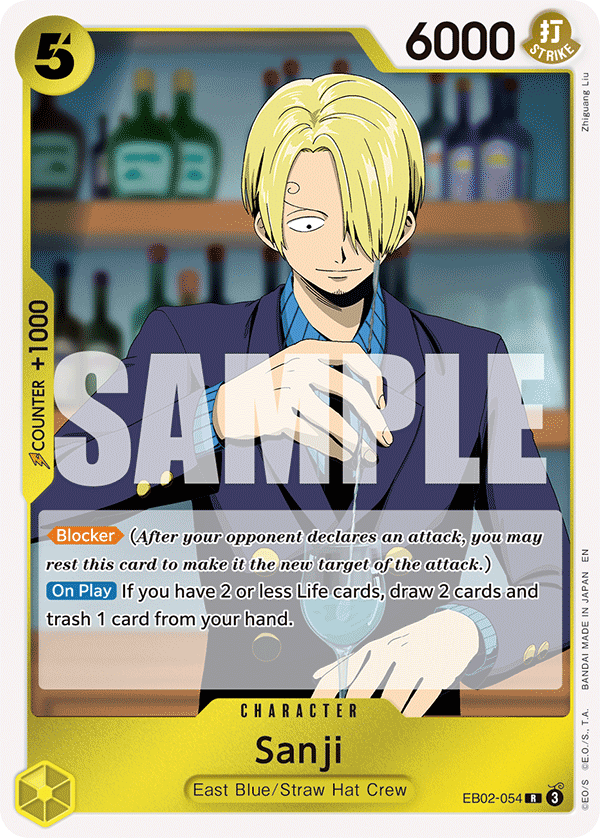 5
6000
打
STRIKE
Zhiguang Liu
COUNTER +1000
SAMPLE
Blocker (After your opponent declares an attack, you may
rest this card to make it the new target of the attack.)
On Play If you have 2 or less Life cards, draw 2 cards and
trash 1 card from your hand.
CHARACTER
Sanji
East Blue/Straw Hat Crew
EB02-054 R 3
©EO/S ©E.O./S., T.A. BANDAI MADE IN JAPAN EN